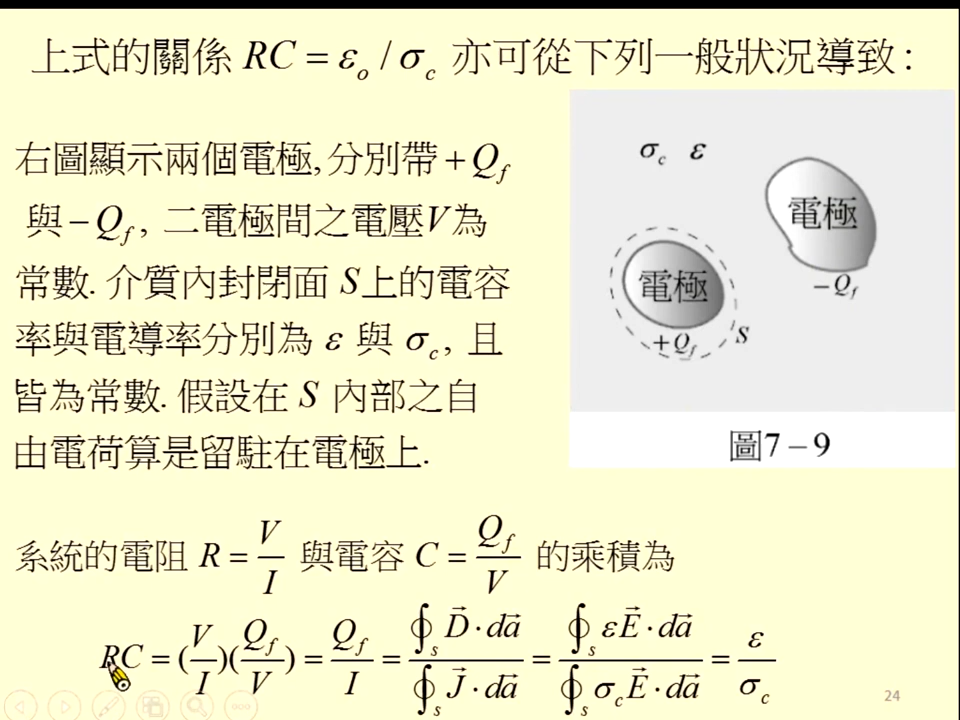 上式的關係 RC = ε₀ / σ_c 亦可從下列一般狀況導致:
右圖顯示兩個電極, 分別帶 + Q_f
與 − Q_f , 二電極間之電壓V為
常數. 介質內封閉面 S上的電容
率與電導率分別為 ε 與 σ_c , 且
皆為常數. 假設在 S 內部之自
由電荷算是留駐在電極上.
σ_c ε
電極
− Q_f
電極
+ Q_f
S
圖7 – 9
系統的電阻 R = V/I 與電容 C = Q_f/V 的乘積為
RC = (V/I)(Q_f/V) = Q_f/I = ∮_s D⃗ · da⃗ / ∮_s J⃗ · da⃗ = ∮_s εE⃗ · da⃗ / ∮_s σ_c E⃗ · da⃗ = ε/σ_c
24